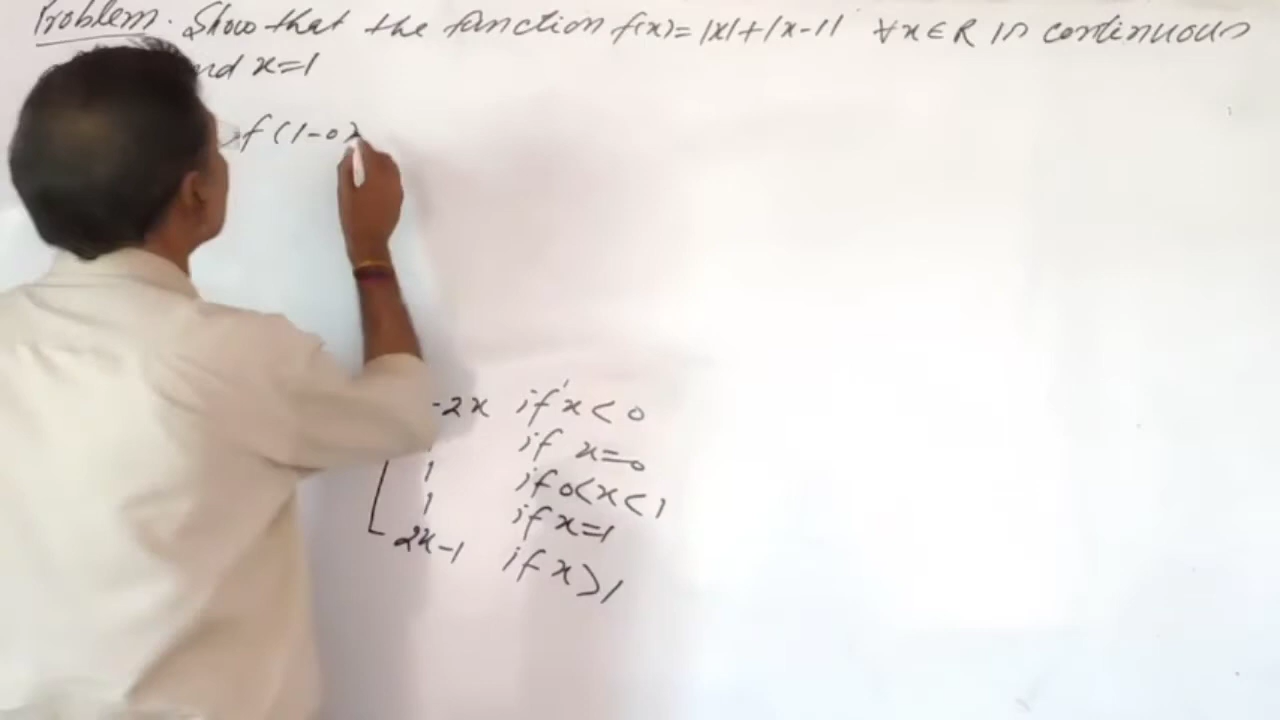 Problem. Show that the function f(x)=|x|+|x-1| ∀x∈R is continuous
nd x=1
f(1-0)
-2x if x<0
if x=0
1 if 0<x<1
1 if x=1
2x-1 if x>1